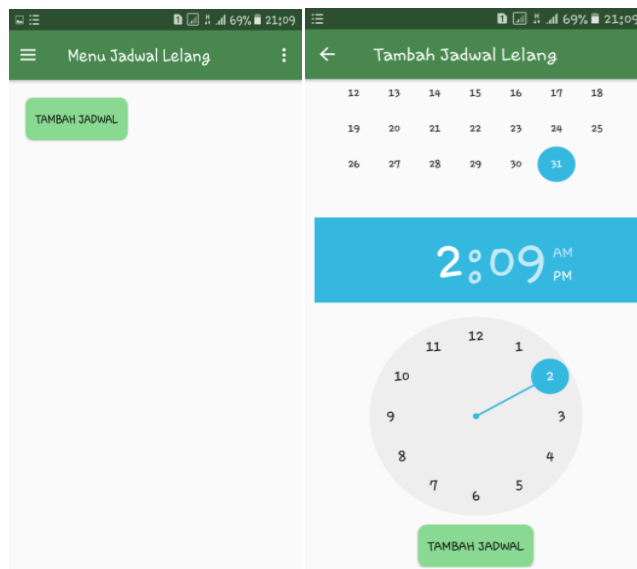 69% 21:09
Menu Jadwal Lelang
TAMBAH JADWAL
69% 21:09
Tambah Jadwal Lelang
12 13 14 15 16 17 18
19 20 21 22 23 24 25
26 27 28 29 30 31
2:09 AM
PM
12
11 1
10 2
9 3
8 4
7 5
6
TAMBAH JADWAL